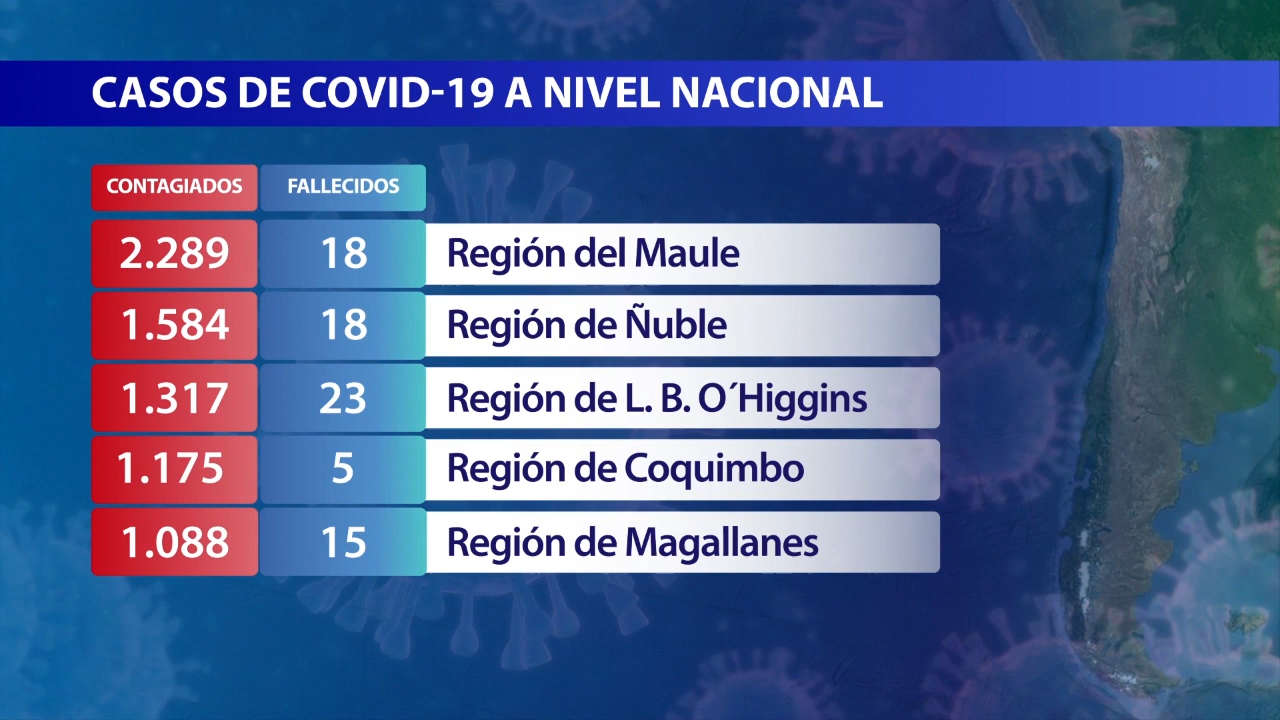 CASOS DE COVID-19 A NIVEL NACIONAL
CONTAGIADOS FALLECIDOS
2.289 18 Región del Maule
1.584 18 Región de Ñuble
1.317 23 Región de L. B. O´Higgins
1.175 5 Región de Coquimbo
1.088 15 Región de Magallanes